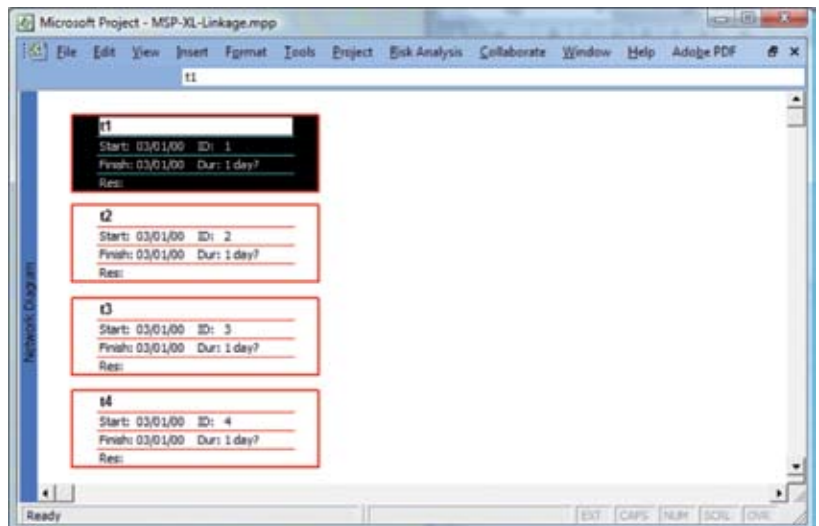 Microsoft Project - MSP-XL-Linkage.mpp
File Edit View Insert Format Tools Project Risk Analysis Collaborate Window Help Adobe PDF
t1
t1
Start: 03/01/00 ID: 1
Finish: 03/01/00 Dur: 1 day?
Res:
t2
Start: 03/01/00 ID: 2
Finish: 03/01/00 Dur: 1 day?
Res:
t3
Start: 03/01/00 ID: 3
Finish: 03/01/00 Dur: 1 day?
Res:
t4
Start: 03/01/00 ID: 4
Finish: 03/01/00 Dur: 1 day?
Res:
Network Diagram
Ready EXT CAPS NUM SCRL OVR